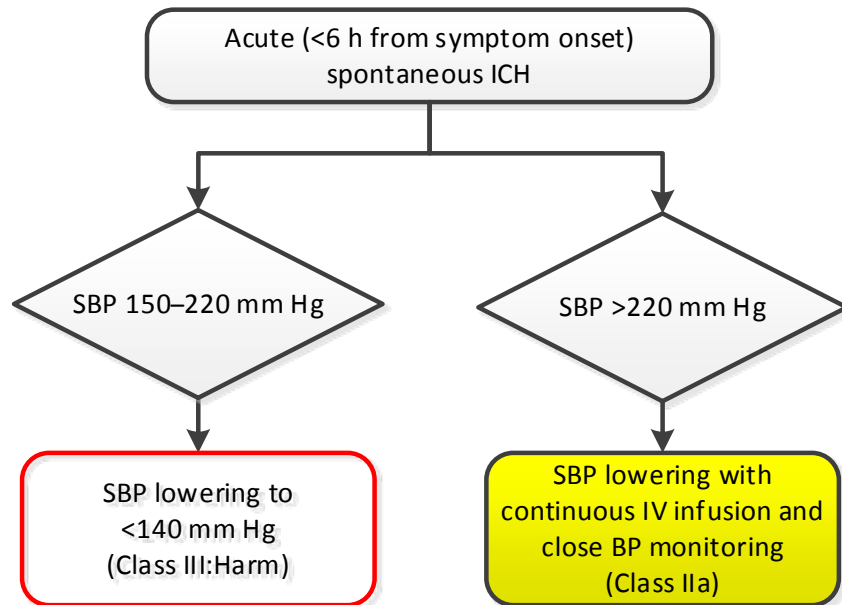 Acute (<6 h from symptom onset)
spontaneous ICH
SBP 150–220 mm Hg
SBP >220 mm Hg
SBP lowering to
<140 mm Hg
(Class III:Harm)
SBP lowering with
continuous IV infusion and
close BP monitoring
(Class IIa)